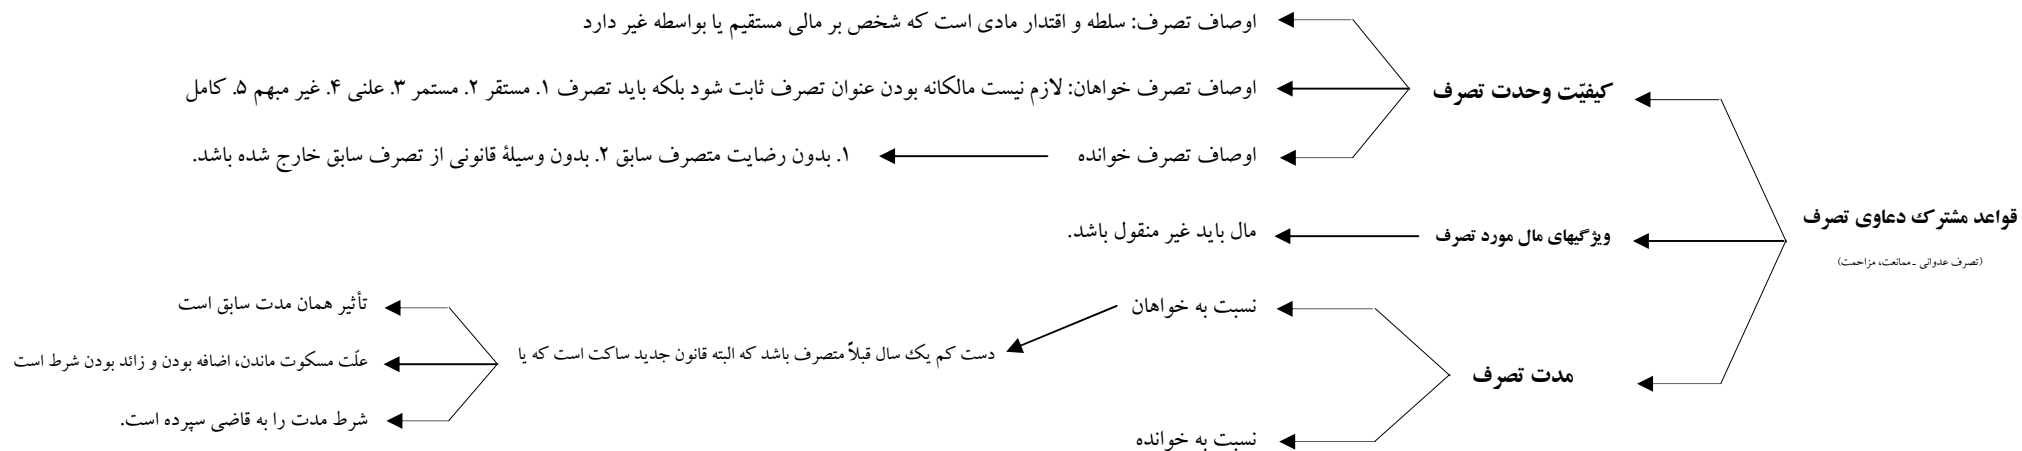 قواعد مشترک دعاوی تصرف
(تصرف عدوانی ـ ممانعت، مزاحمت)
کیفیّت وحدت تصرف
اوصاف تصرف: سلطه و اقتدار مادی است که شخص بر مالی مستقیم یا بواسطه غیر دارد
اوصاف تصرف خواهان: لازم نیست مالکانه بودن عنوان تصرف ثابت شود بلکه باید تصرف ۱. مستقر ۲. مستمر ۳. علنی ۴. غیر مبهم ۵. کامل
اوصاف تصرف خوانده
۱. بدون رضایت متصرف سابق ۲. بدون وسیلۀ قانونی از تصرف سابق خارج شده باشد.
ویژگیهای مال مورد تصرف
مال باید غیر منقول باشد.
مدت تصرف
نسبت به خواهان
دست کم یک سال قبلاً متصرف باشد که البته قانون جدید ساکت است که یا
تأثیر همان مدت سابق است
علّت مسکوت ماندن، اضافه بودن و زائد بودن شرط است
شرط مدت را به قاضی سپرده است.
نسبت به خوانده